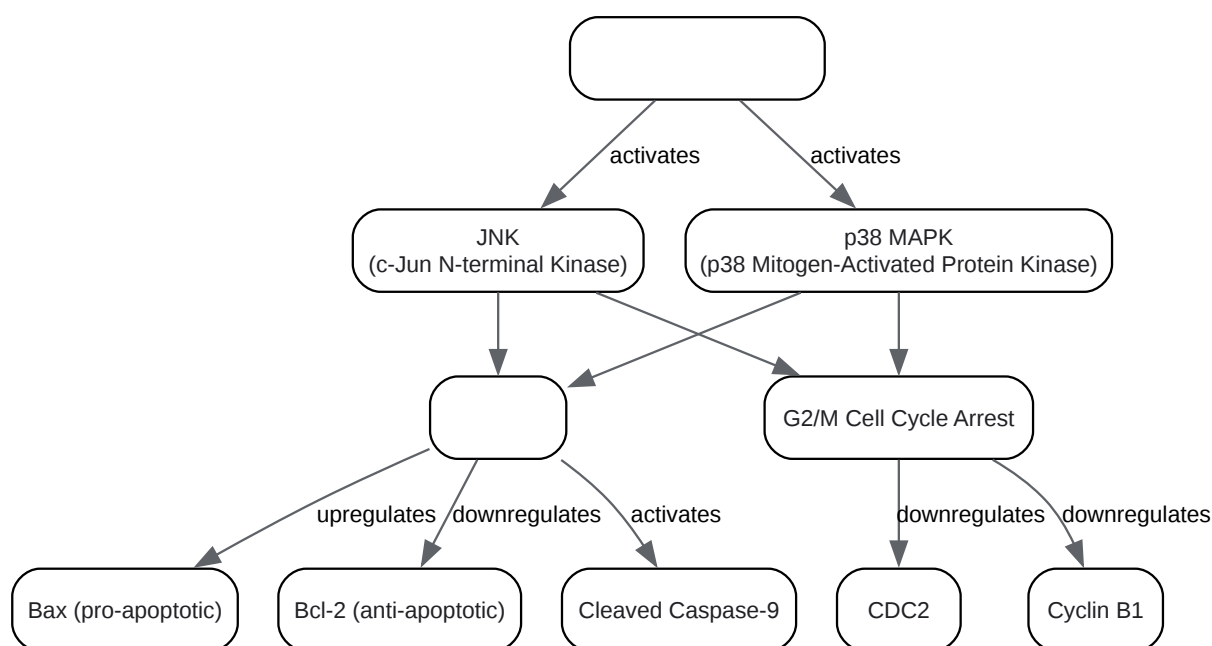 activates
activates
JNK
(c-Jun N-terminal Kinase)
p38 MAPK
(p38 Mitogen-Activated Protein Kinase)
G2/M Cell Cycle Arrest
upregulates
downregulates
activates
downregulates
downregulates
Bax (pro-apoptotic)
Bcl-2 (anti-apoptotic)
Cleaved Caspase-9
CDC2
Cyclin B1